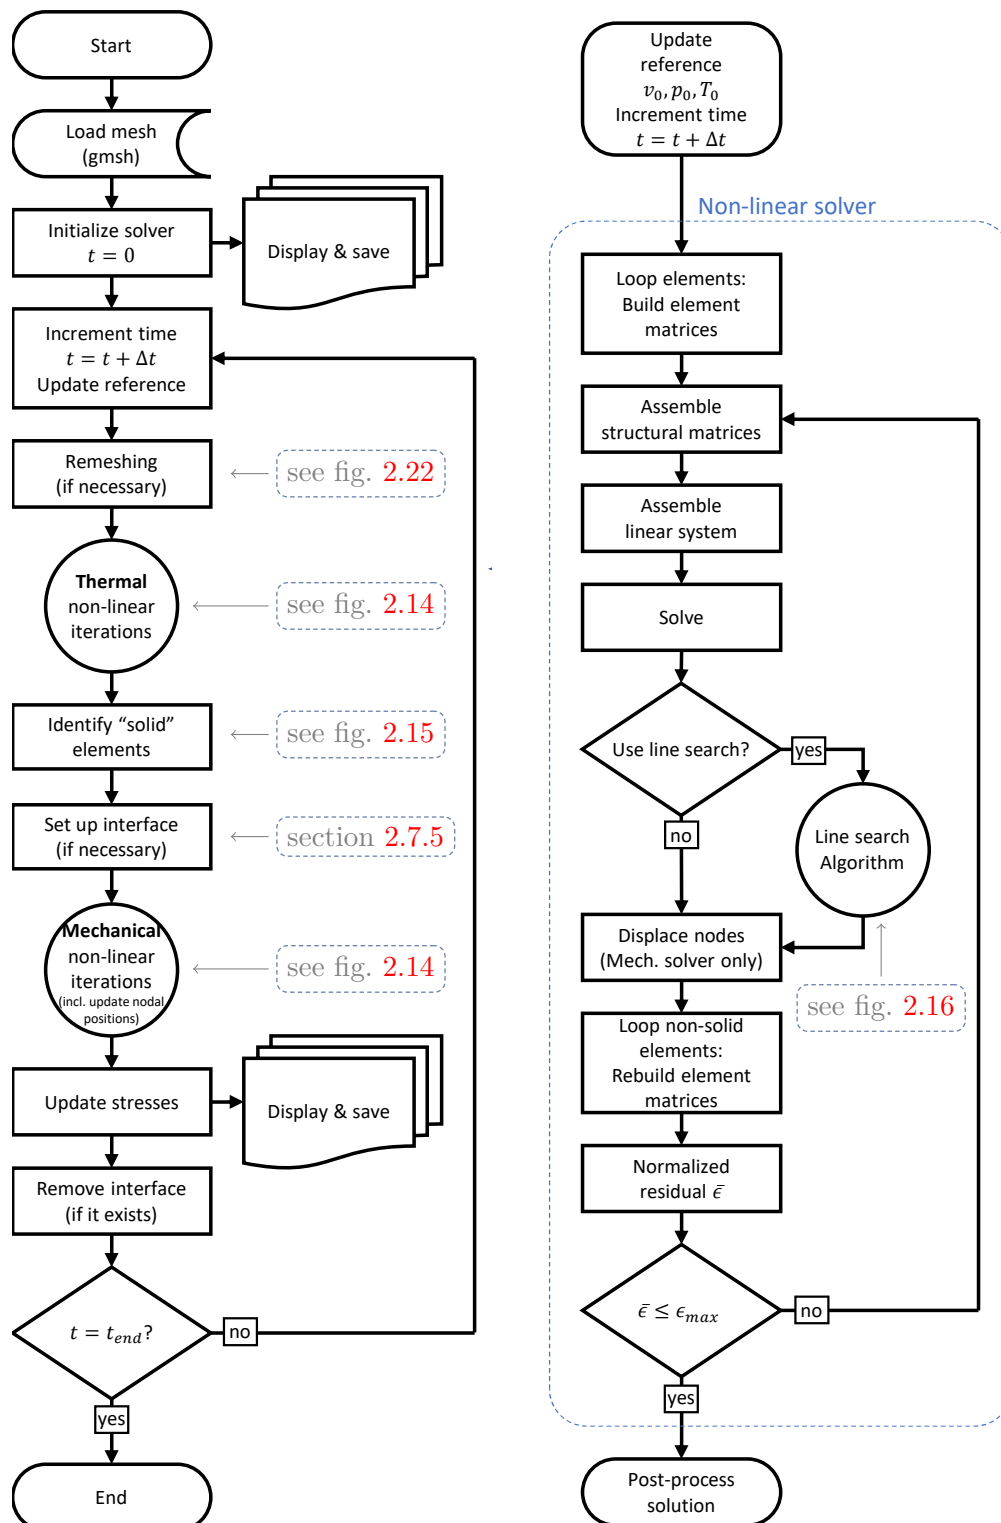 Start
Load mesh
(gmsh)
Initialize solver
t = 0
Display & save
Increment time
t = t + Δt
Update reference
Remeshing
(if necessary)
see fig. 2.22
Thermal
non-linear
iterations
see fig. 2.14
Identify “solid”
elements
see fig. 2.15
Set up interface
(if necessary)
section 2.7.5
Mechanical
non-linear
iterations
(incl. update nodal
positions)
see fig. 2.14
Update stresses
Display & save
Remove interface
(if it exists)
t = t_end?
no
yes
End
Update
reference
v₀, p₀, T₀
Increment time
t = t + Δt
Non-linear solver
Loop elements:
Build element
matrices
Assemble
structural matrices
Assemble
linear system
Solve
Use line search?
yes
no
Line search
Algorithm
see fig. 2.16
Displace nodes
(Mech. solver only)
Loop non-solid
elements:
Rebuild element
matrices
Normalized
residual ϵ̄
ϵ̄ ≤ ϵ_max
no
yes
Post-process
solution